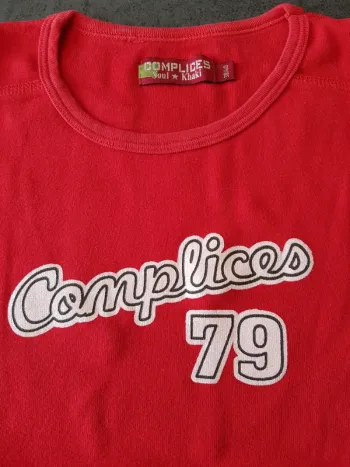 COMPLICES
Soul ★ Khaki
Complices
79